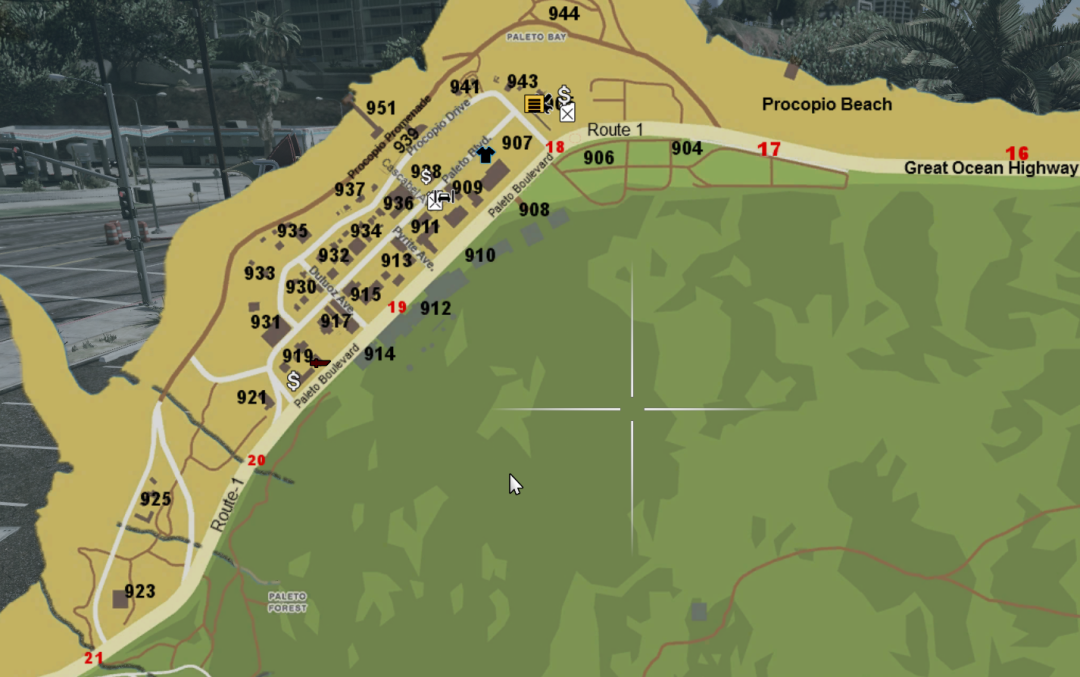 944
PALETO BAY
943
941
951
Procopio Promenade
Procopio Drive
939
Procopio Beach
907
18
Route 1
906
904
17
16
Great Ocean Highway
Paleto Blvd.
938
937
936
909
Paleto Boulevard
908
935
934
911
Pyrite Ave.
910
932
913
933
930
Duluoz Ave.
915
19
912
931
917
919
914
Paleto Boulevard
921
20
925
Route-1
923
PALETO
FOREST
21